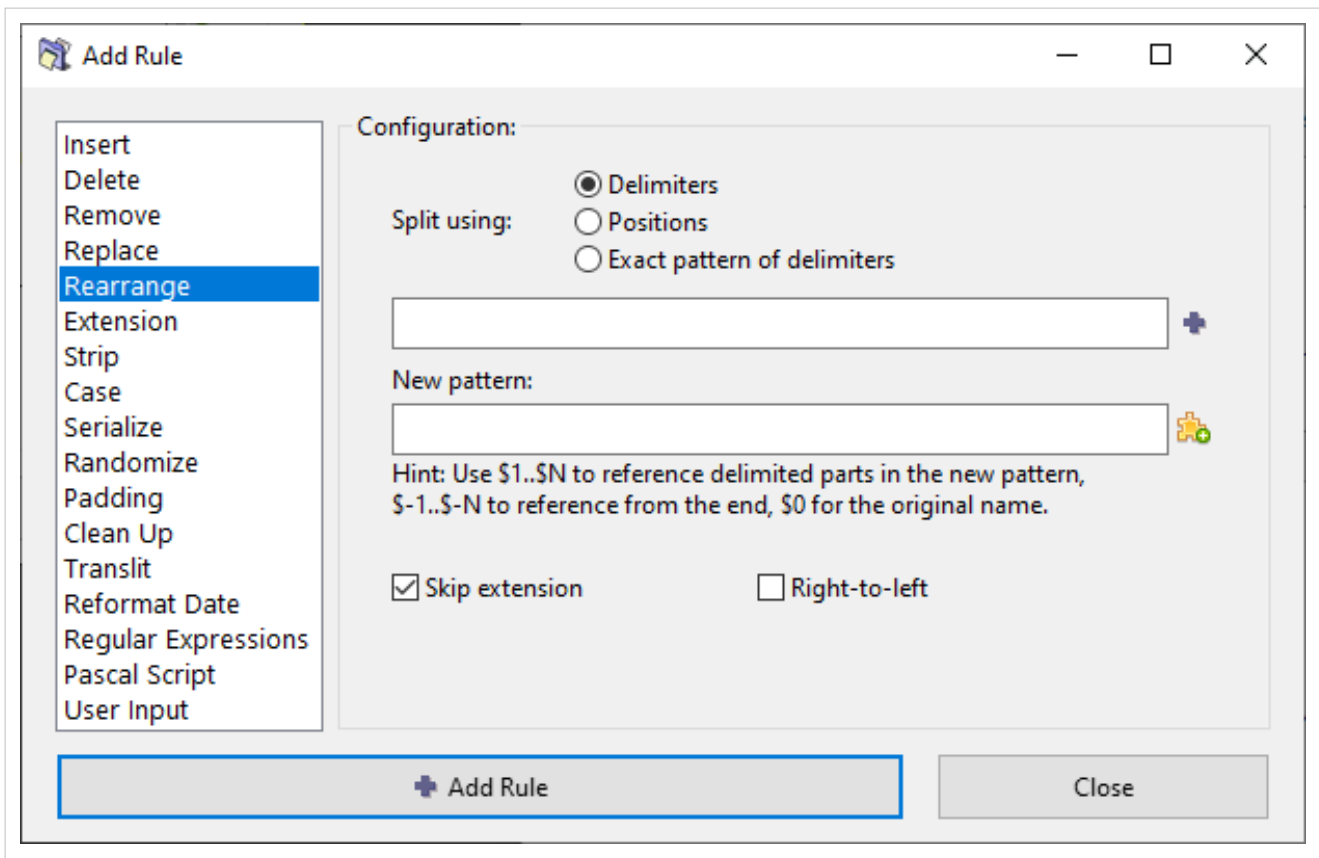 Add Rule
Insert
Delete
Remove
Replace
Rearrange
Extension
Strip
Case
Serialize
Randomize
Padding
Clean Up
Translit
Reformat Date
Regular Expressions
Pascal Script
User Input
Configuration:
Split using:
Delimiters
Positions
Exact pattern of delimiters
New pattern:
Hint: Use $1..$N to reference delimited parts in the new pattern,
$-1..$-N to reference from the end, $0 for the original name.
Skip extension
Right-to-left
Add Rule
Close